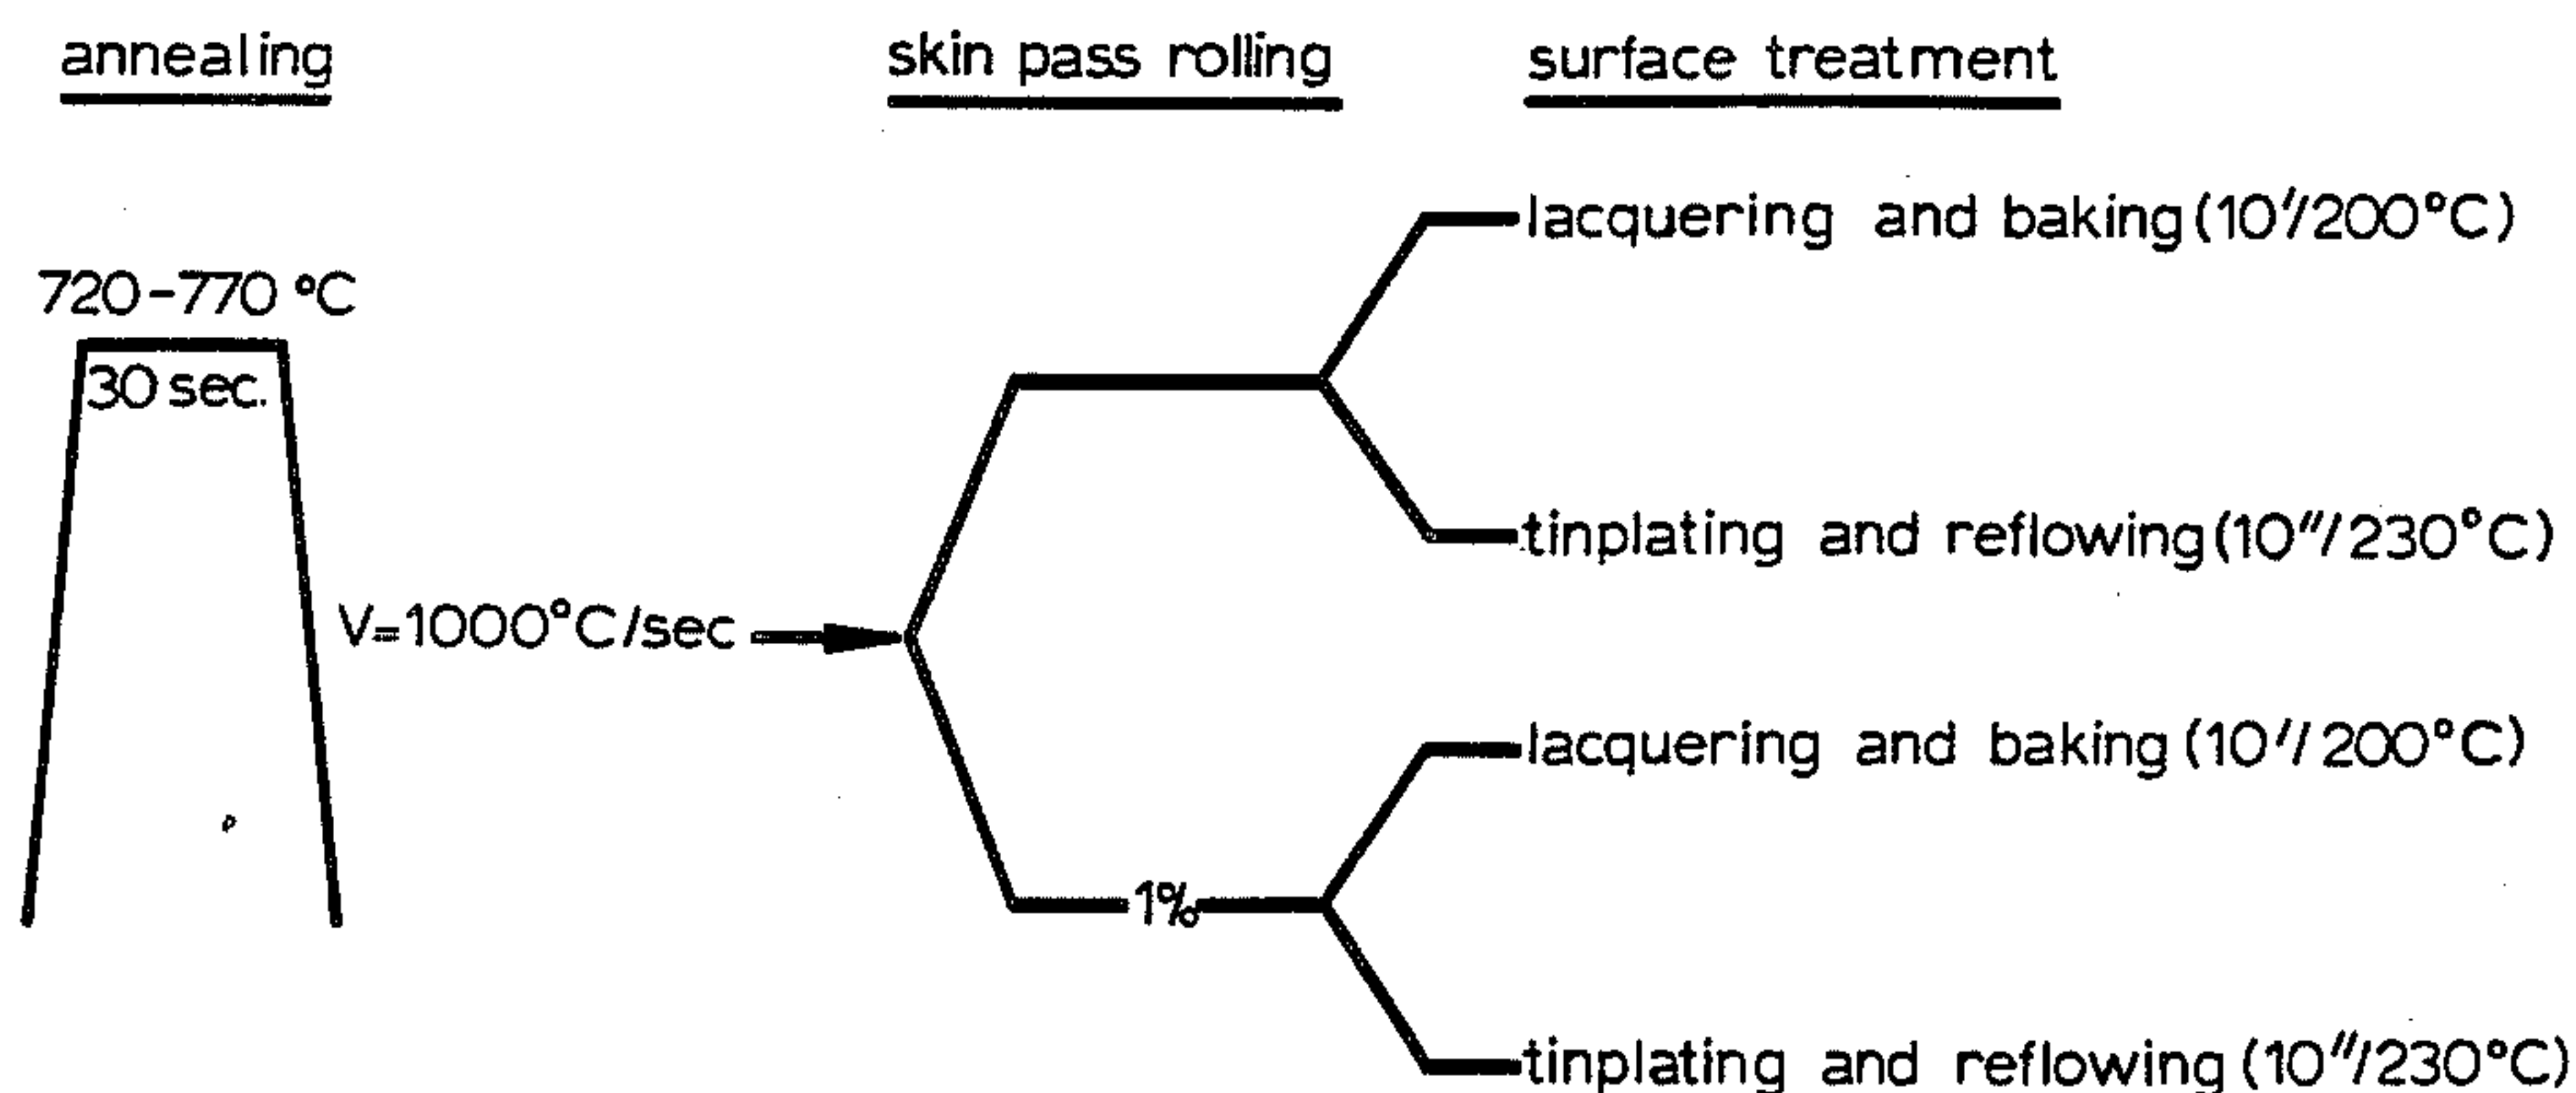 annealing
skin pass rolling
surface treatment
720-770 °C
30 sec.
V=1000°C/sec
1%
lacquering and baking (10'/200°C)
tinplating and reflowing (10"/230°C)
lacquering and baking (10'/200°C)
tinplating and reflowing (10"/230°C)